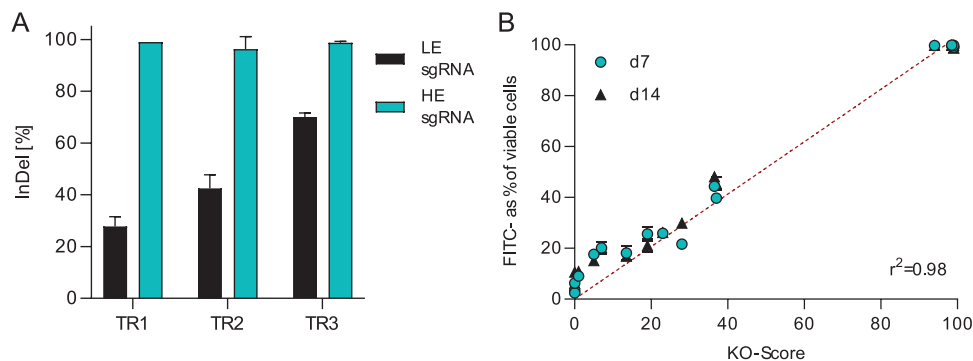 A
InDel [%]
100
80
60
40
20
0
TR1 TR2 TR3
LE
sgRNA
HE
sgRNA
B
FITC- as % of viable cells
100
80
60
40
20
0
d7
d14
r²=0.98
0 20 40 60 80 100
KO-Score